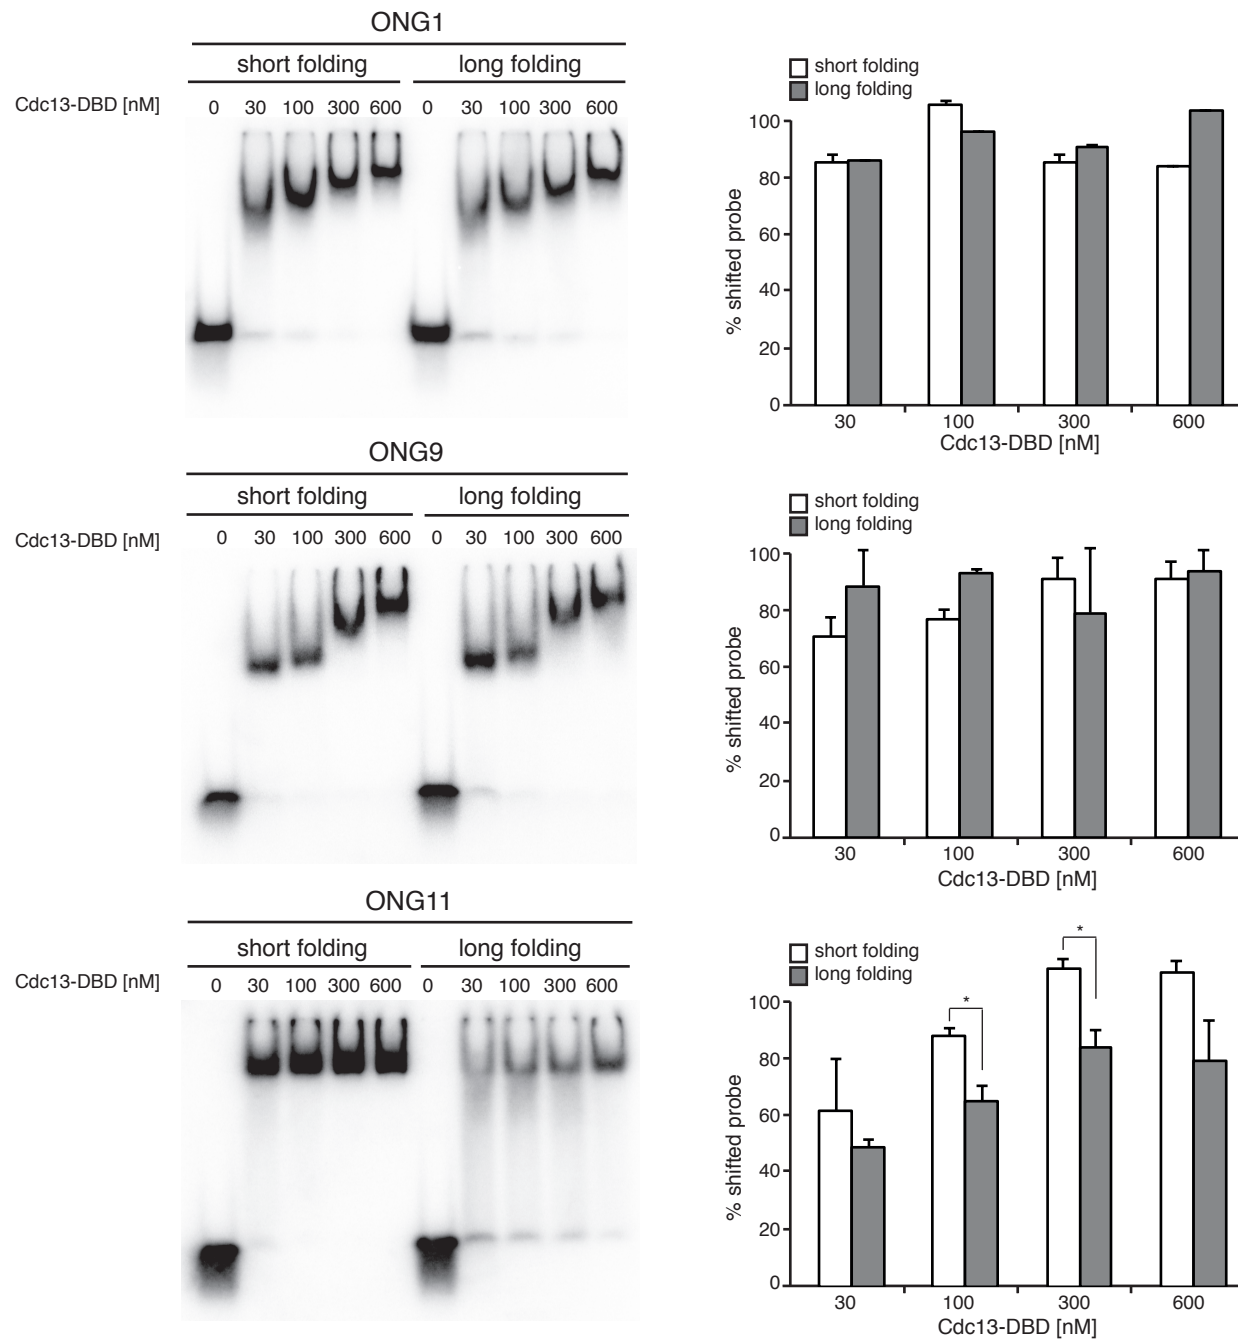 ONG1
short folding long folding
Cdc13-DBD [nM] 0 30 100 300 600 0 30 100 300 600
short folding
long folding
100
80
60
40
20
0
% shifted probe
30 100 300 600
Cdc13-DBD [nM]
ONG9
short folding long folding
Cdc13-DBD [nM] 0 30 100 300 600 0 30 100 300 600
short folding
long folding
100
80
60
40
20
0
% shifted probe
30 100 300 600
Cdc13-DBD [nM]
ONG11
short folding long folding
Cdc13-DBD [nM] 0 30 100 300 600 0 30 100 300 600
short folding
long folding
*
*
100
80
60
40
20
0
% shifted probe
30 100 300 600
Cdc13-DBD [nM]